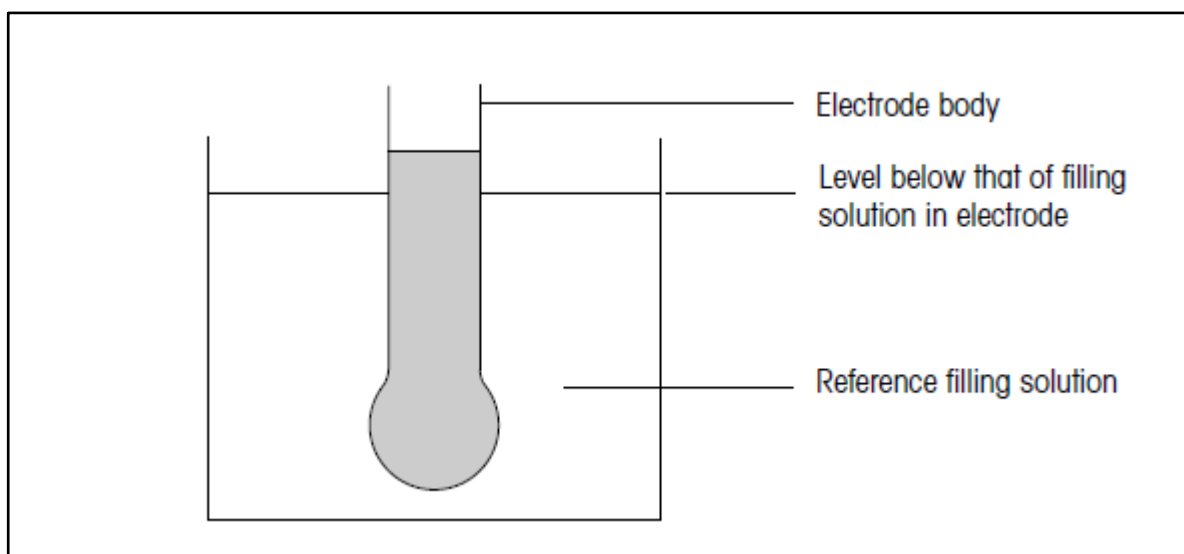 Electrode body
Level below that of filling
solution in electrode
Reference filling solution